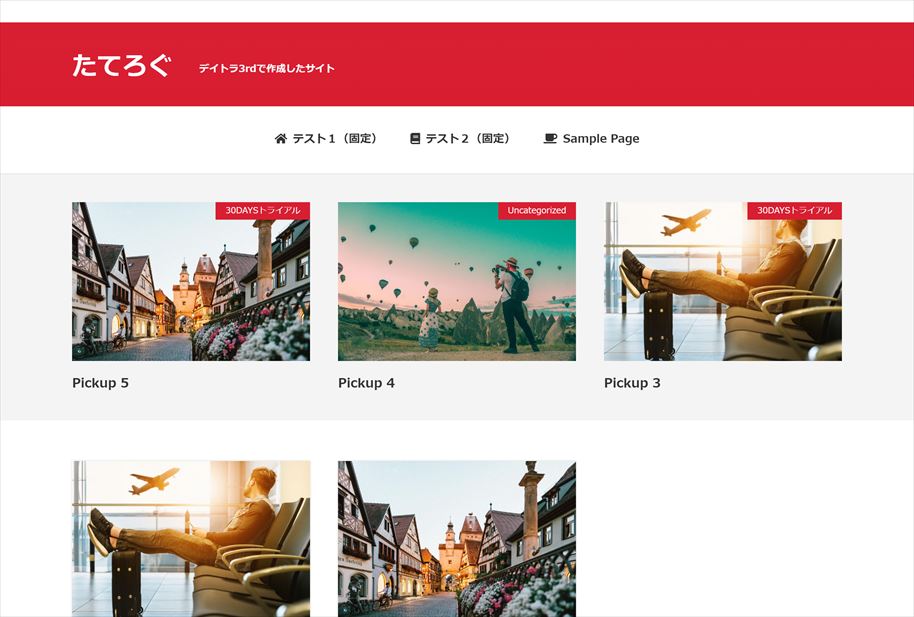 たてろぐ
デイトラ3rdで作成したサイト
テスト１（固定） テスト２（固定） Sample Page
30DAYSトライアル
Uncategorized
30DAYSトライアル
Pickup 5
Pickup 4
Pickup 3